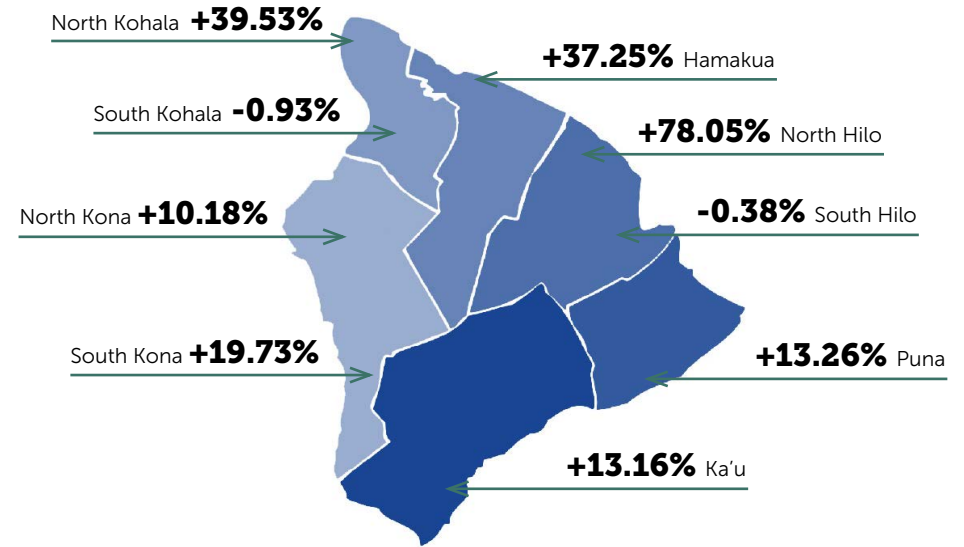 North Kohala +39.53%
+37.25% Hamakua
South Kohala -0.93%
+78.05% North Hilo
North Kona +10.18%
-0.38% South Hilo
South Kona +19.73%
+13.26% Puna
+13.16% Ka’u